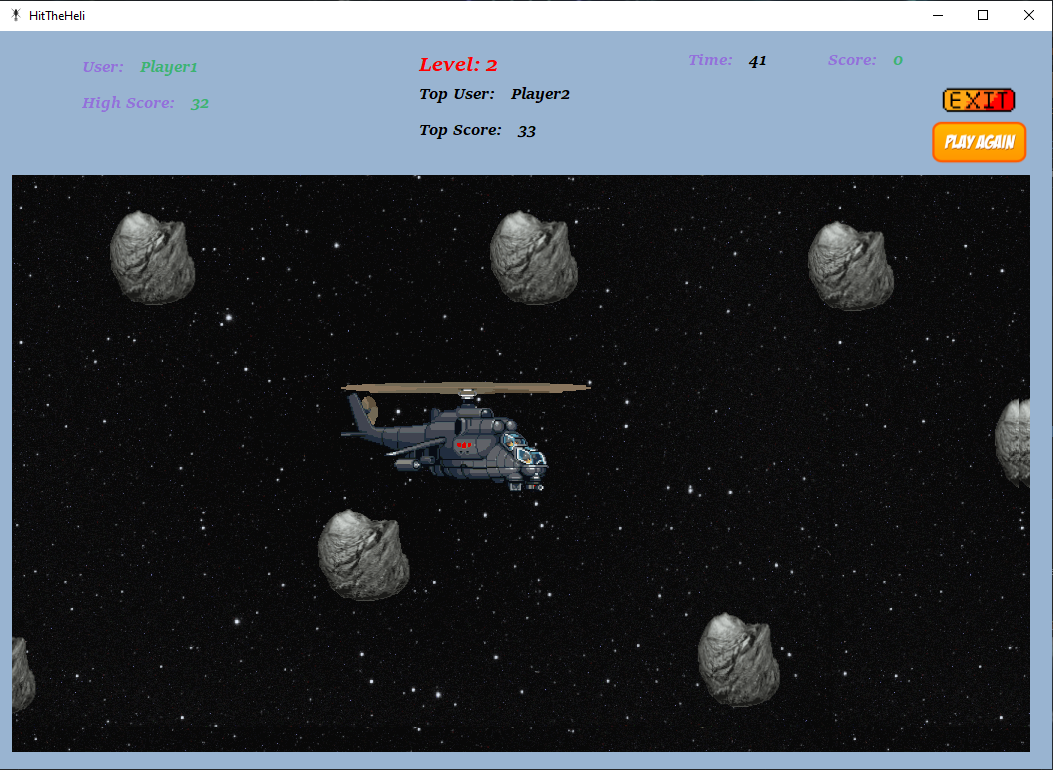 HitTheHeli
User: Player1
High Score: 32
Level: 2
Top User: Player2
Top Score: 33
Time: 41
Score: 0
EXIT
PLAY AGAIN